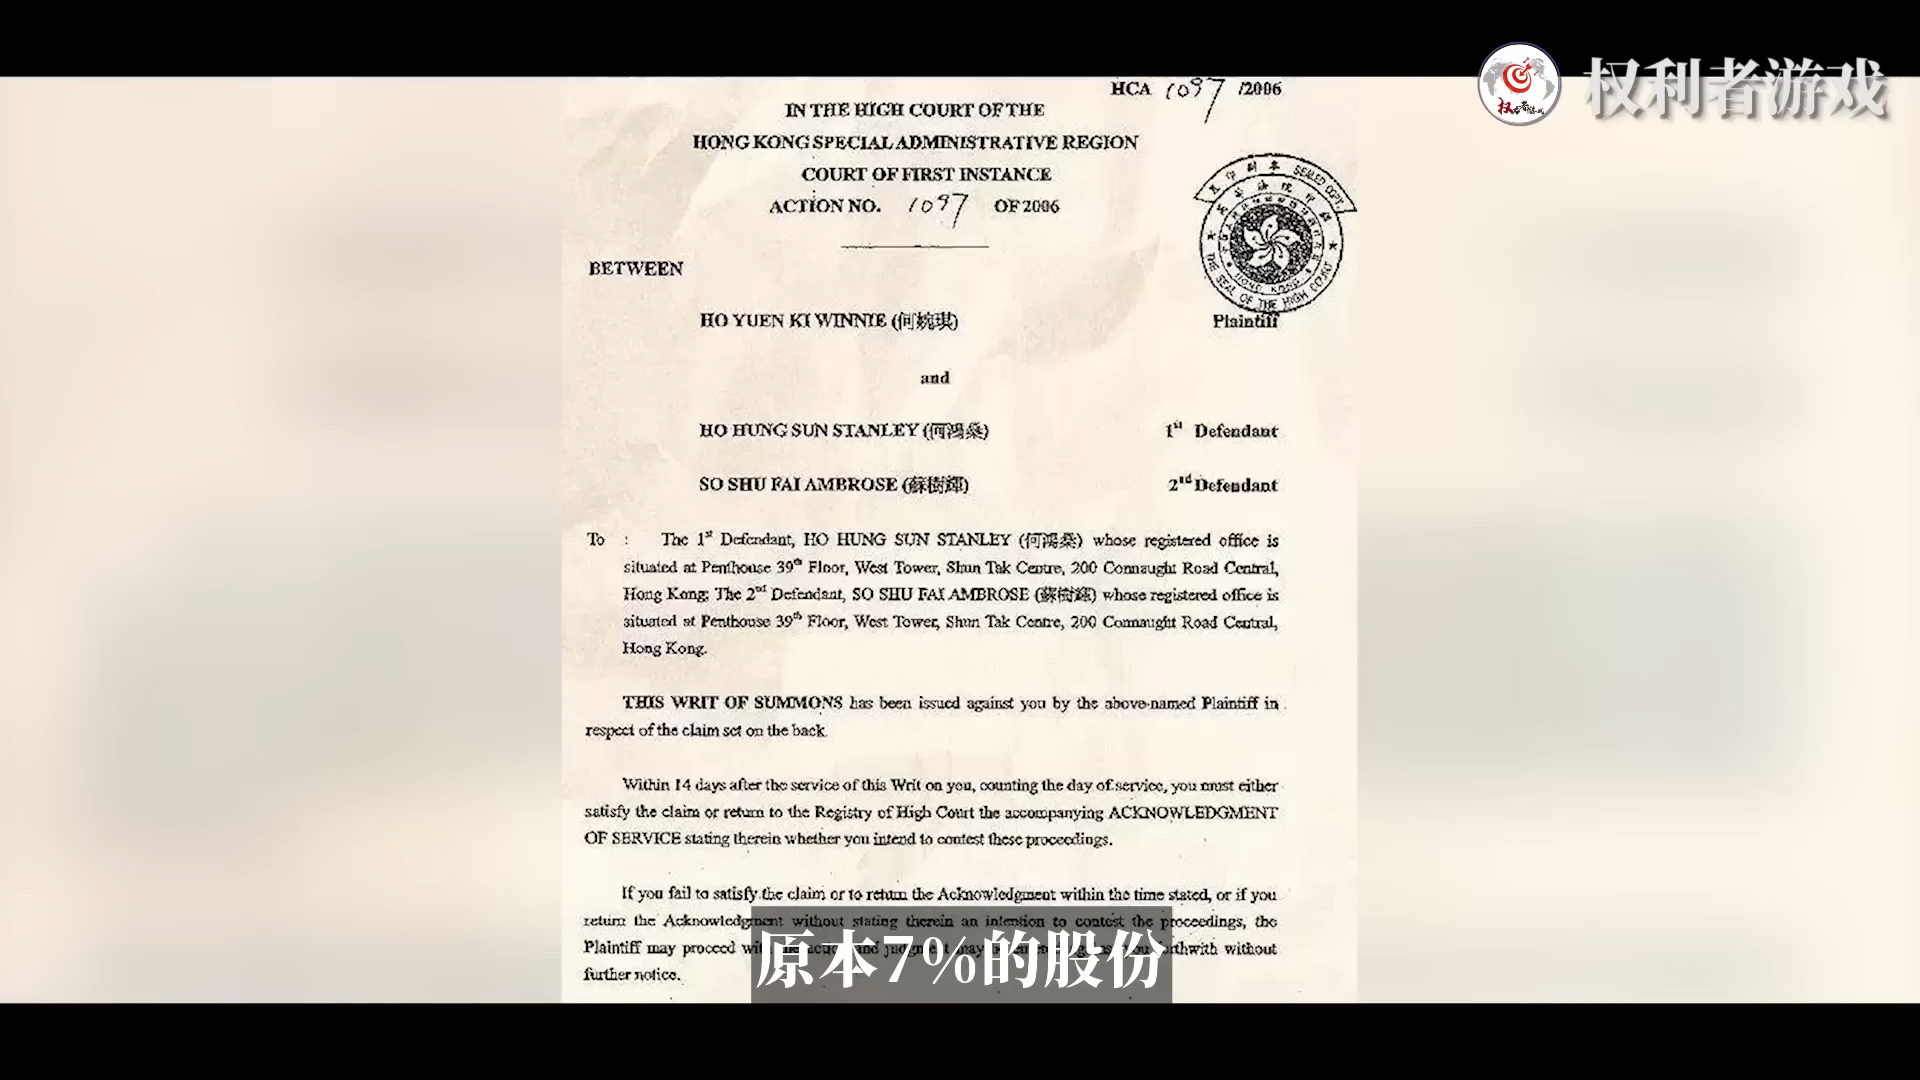 权利者游戏
HCA 1097 /2006
IN THE HIGH COURT OF THE
HONG KONG SPECIAL ADMINISTRATIVE REGION
COURT OF FIRST INSTANCE
ACTION NO. 1097 OF 2006
SEALED COPY
THE SEAL OF THE HIGH COURT
HONG KONG
BETWEEN
HO YUEN KI WINNIE (何婉琪) Plaintiff
and
HO HUNG SUN STANLEY (何鴻燊) 1st Defendant
SO SHU FAI AMBROSE (蘇樹輝) 2nd Defendant
To : The 1st Defendant, HO HUNG SUN STANLEY (何鴻燊) whose registered office is
situated at Penthouse 39th Floor, West Tower, Shun Tak Centre, 200 Connaught Road Central,
Hong Kong; The 2nd Defendant, SO SHU FAI AMBROSE (蘇樹輝) whose registered office is
situated at Penthouse 39th Floor, West Tower, Shun Tak Centre, 200 Connaught Road Central,
Hong Kong.
THIS WRIT OF SUMMONS has been issued against you by the above-named Plaintiff in
respect of the claim set on the back.
Within 14 days after the service of this Writ on you, counting the day of service, you must either
satisfy the claim or return to the Registry of High Court the accompanying ACKNOWLEDGMENT
OF SERVICE stating therein whether you intend to contest these proceedings.
If you fail to satisfy the claim or to return the Acknowledgment within the time stated, or if you
return the Acknowledgment without stating therein an intention to contest the proceedings, the
Plaintiff may proceed and without
further notice.
原本7%的股份